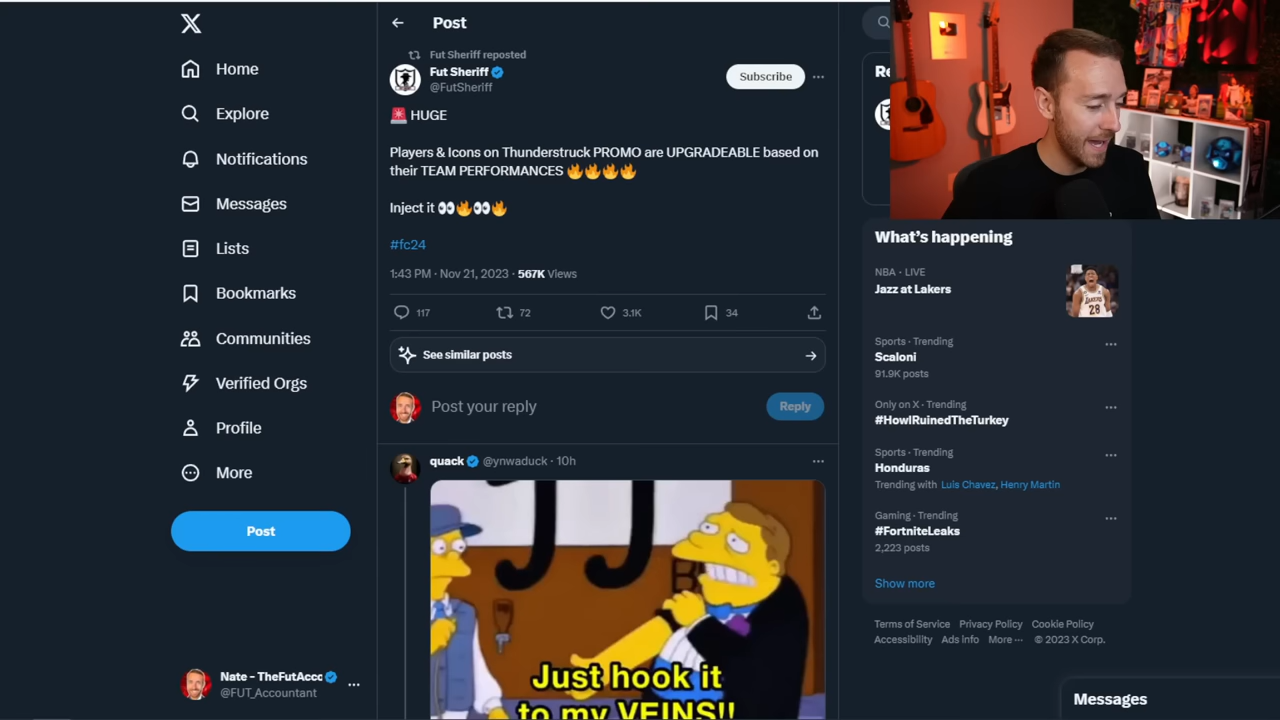 Home
Explore
Notifications
Messages
Lists
Bookmarks
Communities
Verified Orgs
Profile
More
Post
Nate - TheFutAcc
@FUT_Accountant
Post
Fut Sheriff reposted
Fut Sheriff
@FutSheriff
Subscribe
🚨 HUGE
Players & Icons on Thunderstruck PROMO are UPGRADEABLE based on
their TEAM PERFORMANCES 🔥🔥🔥🔥
Inject it 👀🔥👀🔥
#fc24
1:43 PM · Nov 21, 2023 · 567K Views
117 72 3.1K 34
See similar posts
Post your reply
Reply
quack @ynwaduck · 10h
Just hook it
to my VEINS!!
Re
What's happening
NBA · LIVE
Jazz at Lakers
Sports · Trending
Scaloni
91.9K posts
Only on X · Trending
#HowIRuinedTheTurkey
Sports · Trending
Honduras
Trending with Luis Chavez, Henry Martin
Gaming · Trending
#FortniteLeaks
2,223 posts
Show more
Terms of Service Privacy Policy Cookie Policy
Accessibility Ads info More ··· © 2023 X Corp.
Messages